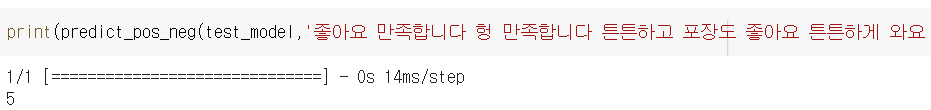 print(predict_pos_neg(test_model,'좋아요 만족합니다 헝 만족합니다 튼튼하고 포장도 좋아요 튼튼하게 와요
1/1 [==============================] - 0s 14ms/step
5